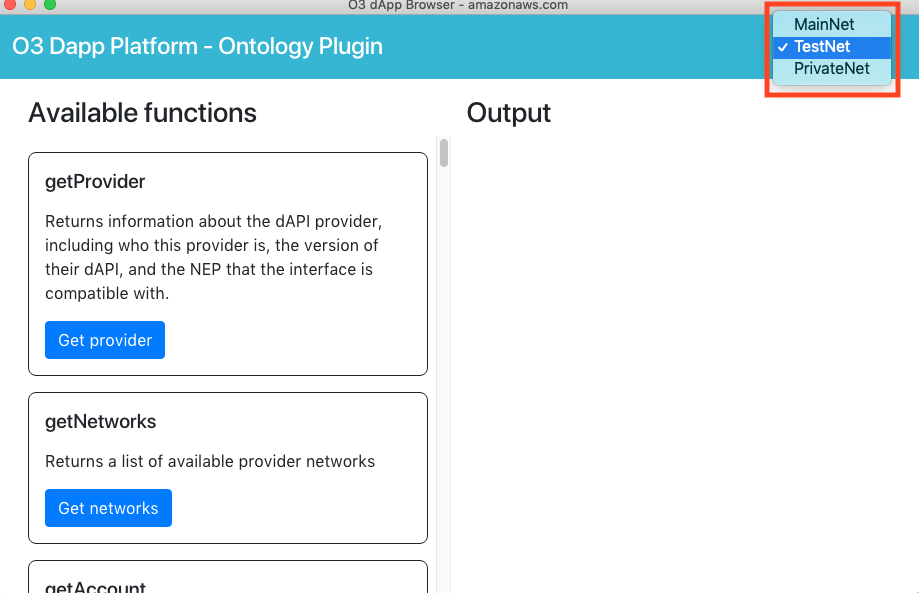 O3 dApp Browser - amazonaws.com
O3 Dapp Platform - Ontology Plugin
MainNet
✓ TestNet
PrivateNet
Available functions
getProvider
Returns information about the dAPI provider,
including who this provider is, the version of
their dAPI, and the NEP that the interface is
compatible with.
Get provider
getNetworks
Returns a list of available provider networks
Get networks
getAccount
Output